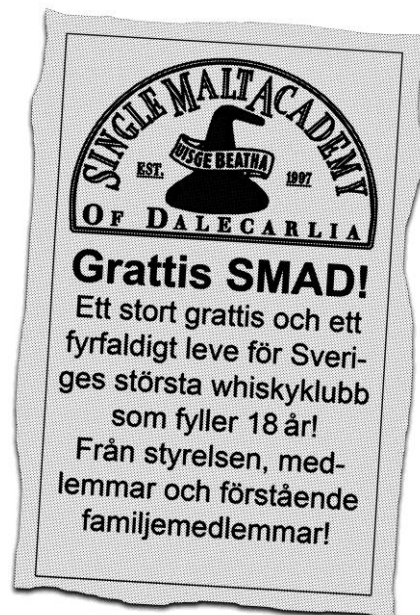 SINGLE MALT ACADEMY
UISGE BEATHA
EST. 1997
OF DALECARLIA
Grattis SMAD!
Ett stort grattis och ett
fyrfaldigt leve för Sveri-
ges största whiskyklubb
som fyller 18 år!
Från styrelsen, med-
lemmar och förstående
familjemedlemmar!